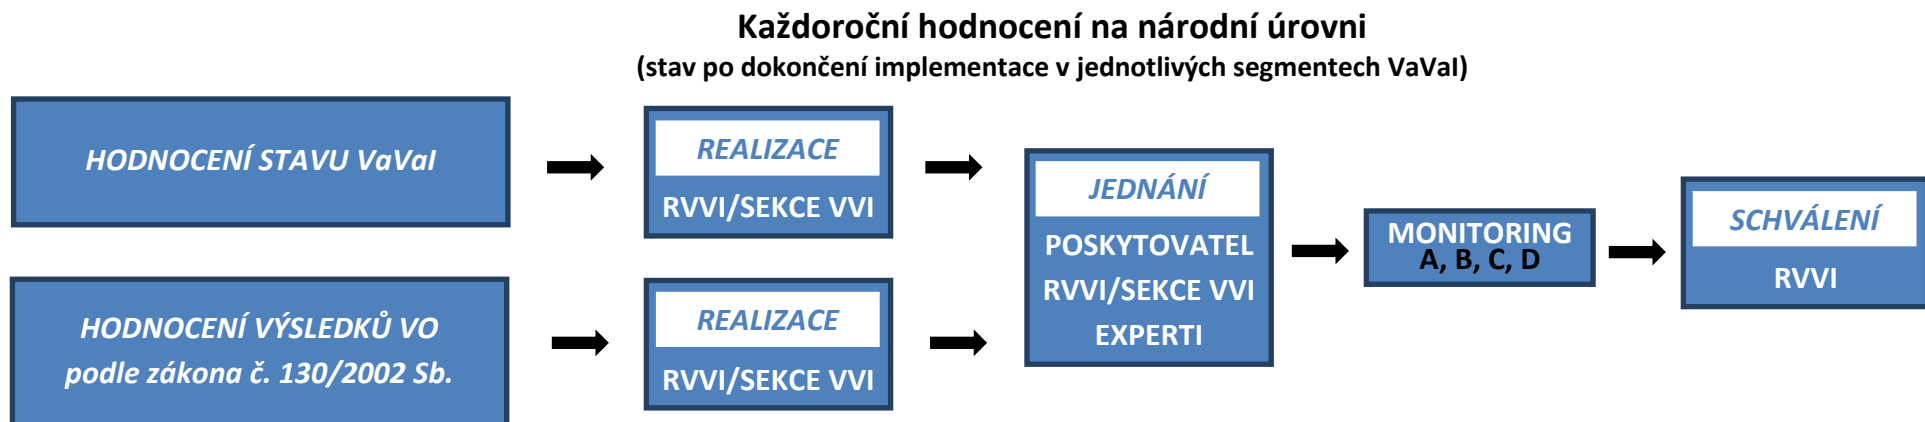 Každoroční hodnocení na národní úrovni
(stav po dokončení implementace v jednotlivých segmentech VaVaI)
HODNOCENÍ STAVU VaVaI
REALIZACE
RVVI/SEKCE VVI
HODNOCENÍ VÝSLEDKŮ VO
podle zákona č. 130/2002 Sb.
REALIZACE
RVVI/SEKCE VVI
JEDNÁNÍ
POSKYTOVATEL
RVVI/SEKCE VVI
EXPERTI
MONITORING
A, B, C, D
SCHVÁLENÍ
RVVI